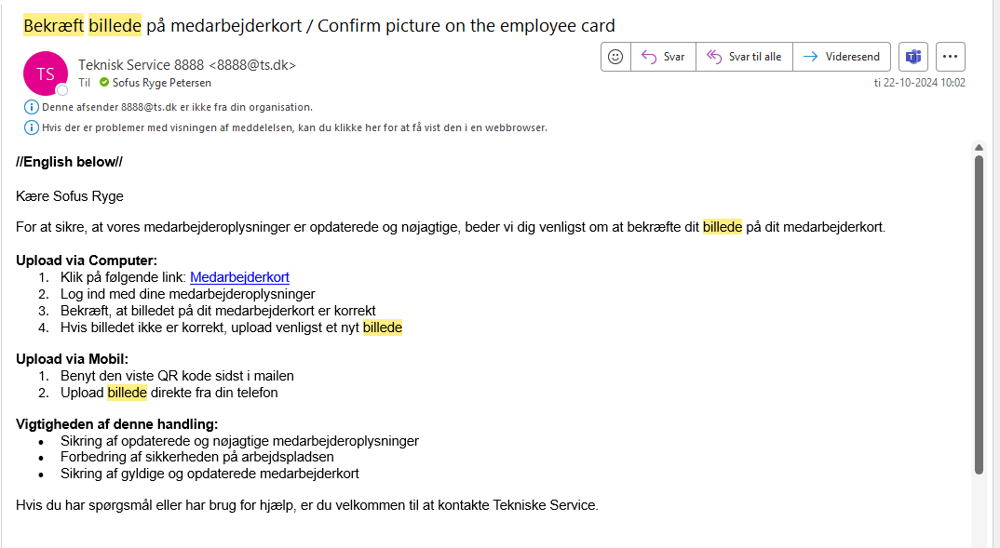 Bekræft billede på medarbejderkort / Confirm picture on the employee card
TS
Teknisk Service 8888 <8888@ts.dk>
Til Sofus Ryge Petersen
Svar
Svar til alle
Videresend
ti 22-10-2024 10:02
Denne afsender 8888@ts.dk er ikke fra din organisation.
Hvis der er problemer med visningen af meddelelsen, kan du klikke her for at få vist den i en webbrowser.
//English below//
Kære Sofus Ryge
For at sikre, at vores medarbejderoplysninger er opdaterede og nøjagtige, beder vi dig venligst om at bekræfte dit billede på dit medarbejderkort.
Upload via Computer:
1. Klik på følgende link: Medarbejderkort
2. Log ind med dine medarbejderoplysninger
3. Bekræft, at billedet på dit medarbejderkort er korrekt
4. Hvis billedet ikke er korrekt, upload venligst et nyt billede
Upload via Mobil:
1. Benyt den viste QR kode sidst i mailen
2. Upload billede direkte fra din telefon
Vigtigheden af denne handling:
• Sikring af opdaterede og nøjagtige medarbejderoplysninger
• Forbedring af sikkerheden på arbejdspladsen
• Sikring af gyldige og opdaterede medarbejderkort
Hvis du har spørgsmål eller har brug for hjælp, er du velkommen til at kontakte Tekniske Service.